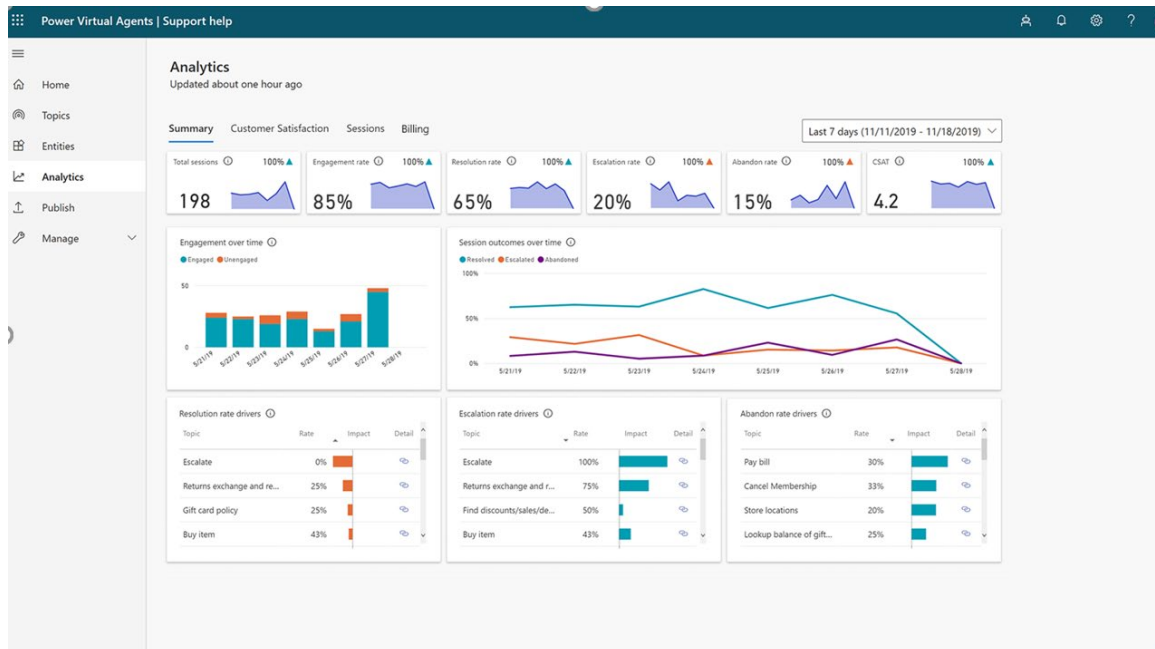 Power Virtual Agents | Support help
?
Home
Topics
Entities
Analytics
Publish
Manage
Analytics
Updated about one hour ago
Summary Customer Satisfaction Sessions Billing
Last 7 days (11/11/2019 - 11/18/2019)
Total sessions 100%
198
Engagement rate 100%
85%
Resolution rate 100%
65%
Escalation rate 100%
20%
Abandon rate 100%
15%
CSAT 100%
4.2
Engagement over time
Engaged Unengaged
50
0
5/21/19 5/22/19 5/23/19 5/24/19 5/25/19 5/26/19 5/27/19 5/28/19
Session outcomes over time
Resolved Escalated Abandoned
100%
50%
0%
5/21/19 5/22/19 5/23/19 5/24/19 5/25/19 5/26/19 5/27/19 5/28/19
Resolution rate drivers
Topic Rate Impact Detail
Escalate 0%
Returns exchange and re... 25%
Gift card policy 25%
Buy item 43%
Escalation rate drivers
Topic Rate Impact Detail
Escalate 100%
Returns exchange and r... 75%
Find discounts/sales/de... 50%
Buy item 43%
Abandon rate drivers
Topic Rate Impact Detail
Pay bill 30%
Cancel Membership 33%
Store locations 20%
Lookup balance of gift... 25%